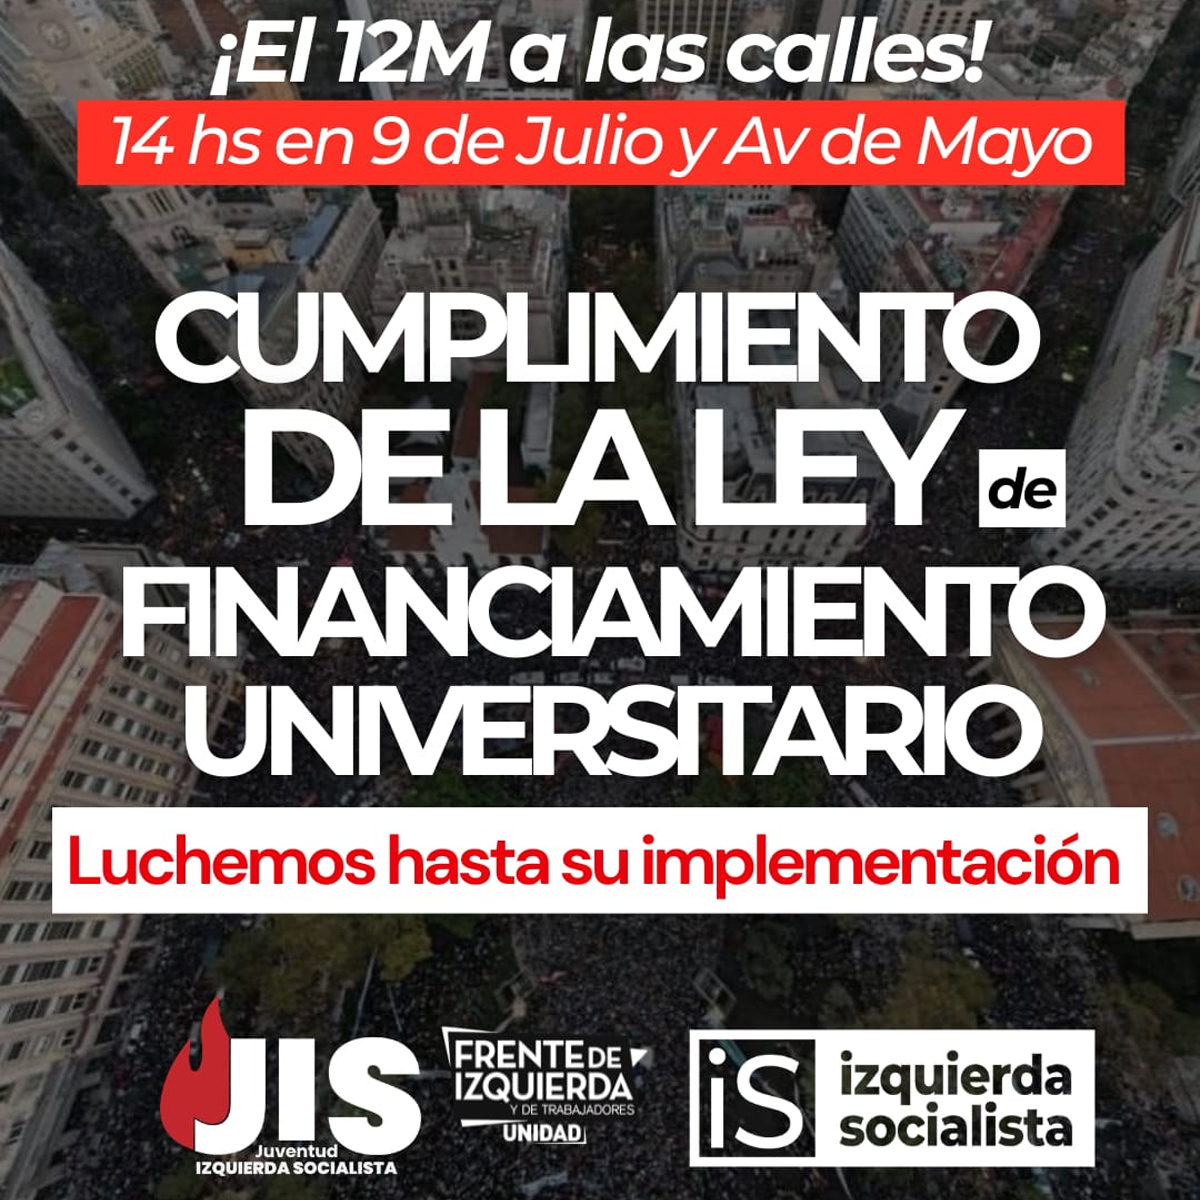 ¡El 12M a las calles!
14 hs en 9 de Julio y Av de Mayo
CUMPLIMIENTO
DE LA LEY de
FINANCIAMIENTO
UNIVERSITARIO
Luchemos hasta su implementación
JIS
Juventud
IZQUIERDA SOCIALISTA
FRENTE DE
IZQUIERDA
Y DE TRABAJADORES
UNIDAD
is
izquierda
socialista